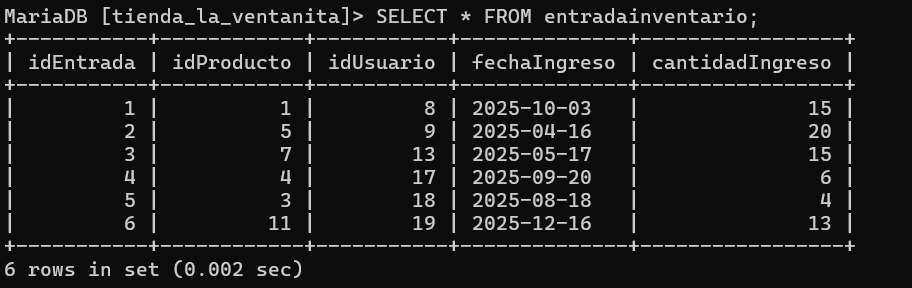 MariaDB [tienda_la_ventanita]> SELECT * FROM entradainventario;
+-----------+------------+-----------+--------------+-----------------+
| idEntrada | idProducto | idUsuario | fechaIngreso | cantidadIngreso |
+-----------+------------+-----------+--------------+-----------------+
|         1 |          1 |         8 | 2025-10-03   |              15 |
|         2 |          5 |         9 | 2025-04-16   |              20 |
|         3 |          7 |        13 | 2025-05-17   |              15 |
|         4 |          4 |        17 | 2025-09-20   |               6 |
|         5 |          3 |        18 | 2025-08-18   |               4 |
|         6 |         11 |        19 | 2025-12-16   |              13 |
+-----------+------------+-----------+--------------+-----------------+
6 rows in set (0.002 sec)